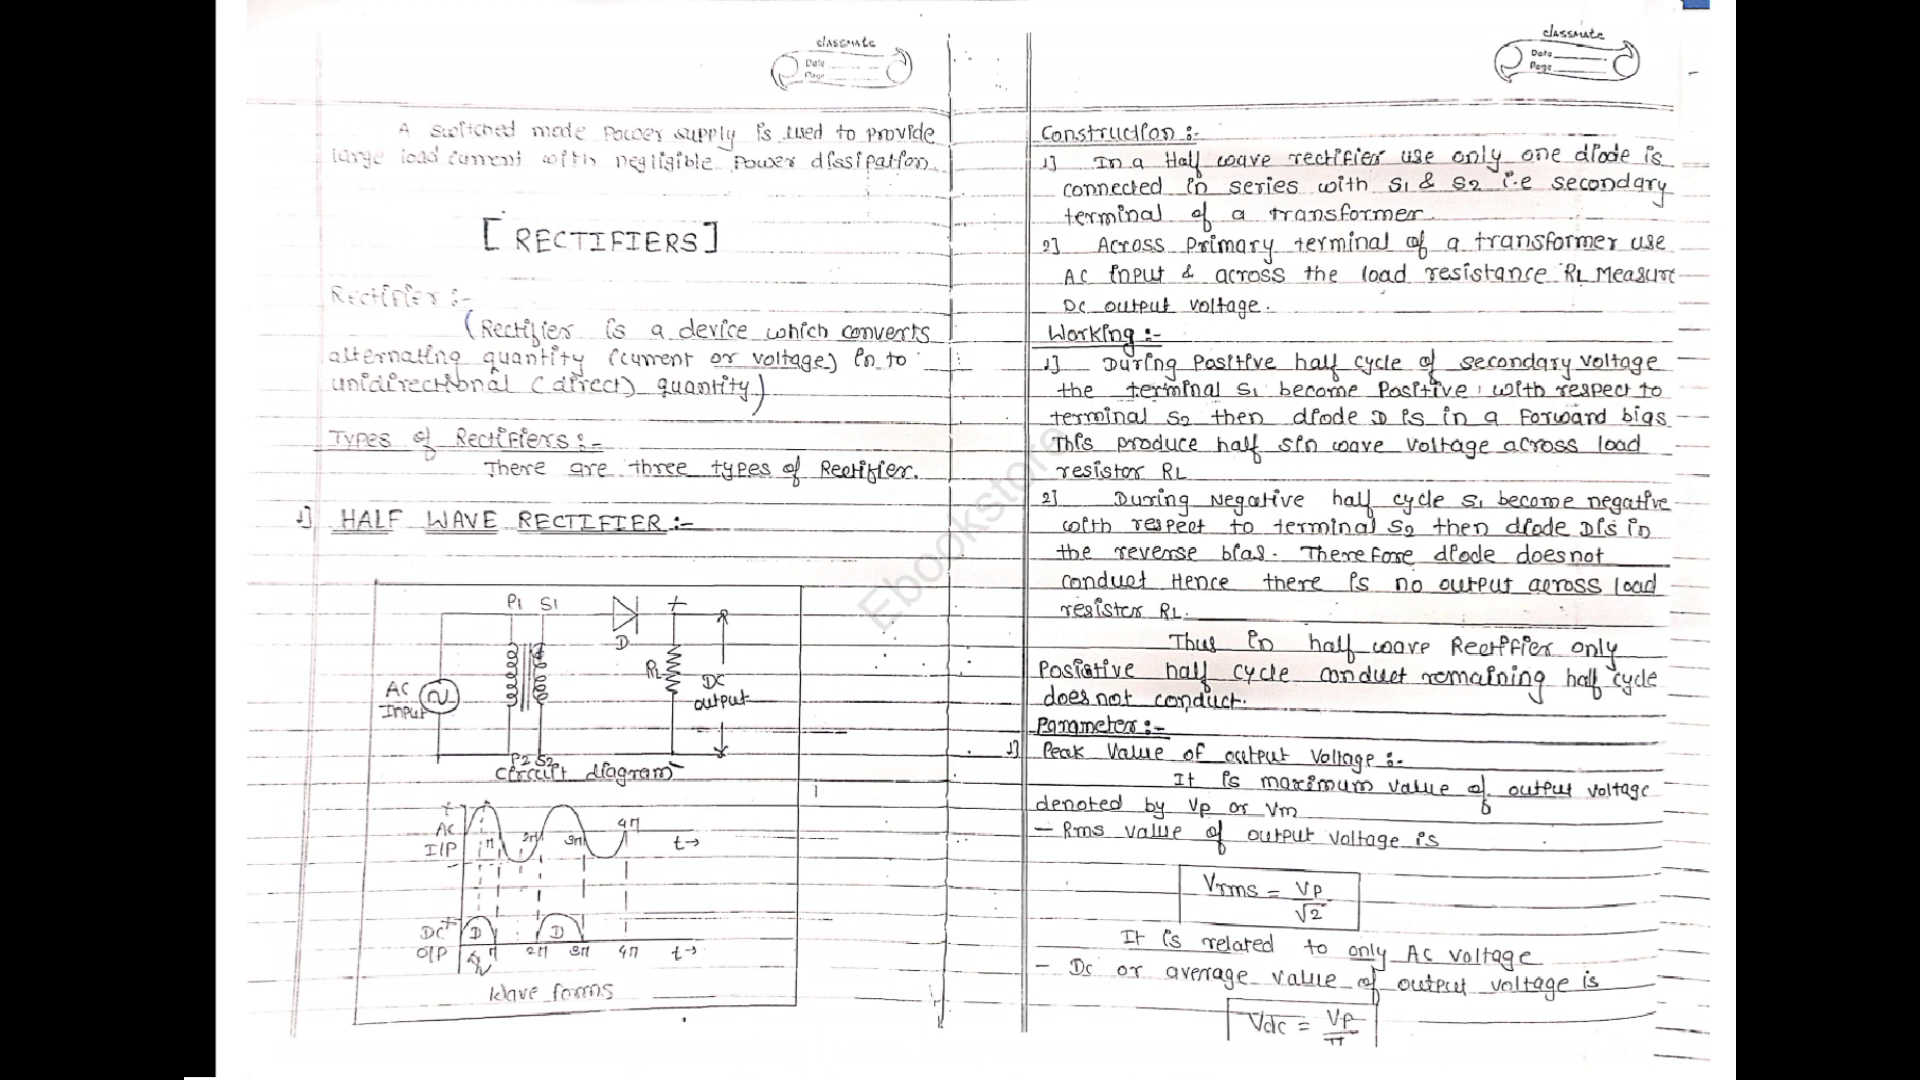 classmate
Date
Page
A switched mode power supply is used to provide
large load current with negligible power dissipation.
[RECTIFIERS]
Rectifier :-
(Rectifier is a device which converts
alternating quantity (current or voltage) in to
unidirectional (direct) quantity)
Types of Rectifiers :-
There are three types of Rectifier.
1] HALF WAVE RECTIFIER :-
P1 S1
D
+
RL
AC
Input
DC
output
P2 S2
circuit diagram
+
AC
I/P
-
π 2π 3π 4π t→
DC +
O/P
D D
π 2π 3π 4π t→
Wave forms
classmate
Date
Page
Construction :-
1] In a Half wave rectifier use only one diode is
connected in series with S1 & S2 i.e secondary
terminal of a transformer
2] Across Primary terminal of a transformer use
AC input & across the load resistance RL Measure
DC output voltage.
Working :-
1] During Positive half cycle of secondary voltage
the terminal S1 become Positive with respect to
terminal S2 then diode D is in a Forward bias
This produce half sin wave voltage across load
resistor RL
2] During Negative half cycle S1 become negative
with respect to terminal S2 then diode D is in
the reverse bias. Therefore diode doesnot
conduct Hence there is no output across load
resistor RL.
Thus in half wave Rectifier only
Posistive half cycle conduct remaining half cycle
does not conduct.
Parameter :-
1] Peak Value of output Voltage :-
It is maximum value of output voltage
denoted by Vp or Vm
- Rms value of output voltage is
Vrms = Vp
√2
It is related to only AC voltage
- Dc or average value of output voltage is
Vdc = Vp
π
Ebookstore